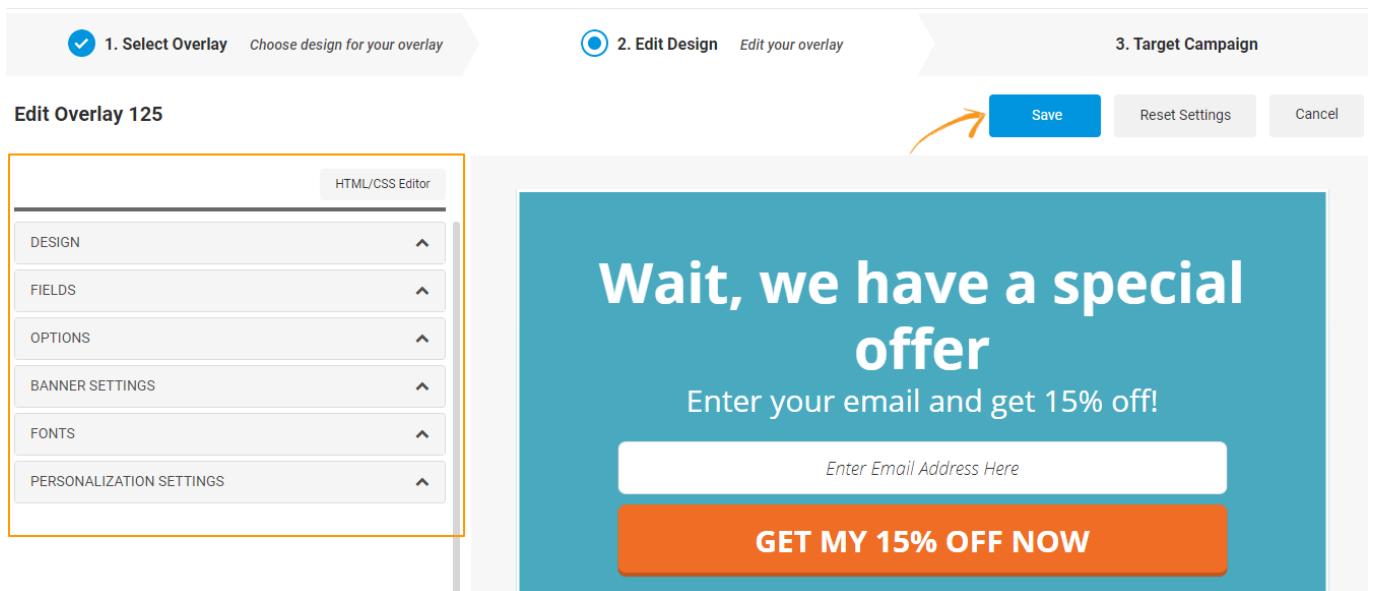 1. Select Overlay Choose design for your overlay
2. Edit Design Edit your overlay
3. Target Campaign
Edit Overlay 125
Save
Reset Settings
Cancel
HTML/CSS Editor
DESIGN
FIELDS
OPTIONS
BANNER SETTINGS
FONTS
PERSONALIZATION SETTINGS
Wait, we have a special
offer
Enter your email and get 15% off!
Enter Email Address Here
GET MY 15% OFF NOW